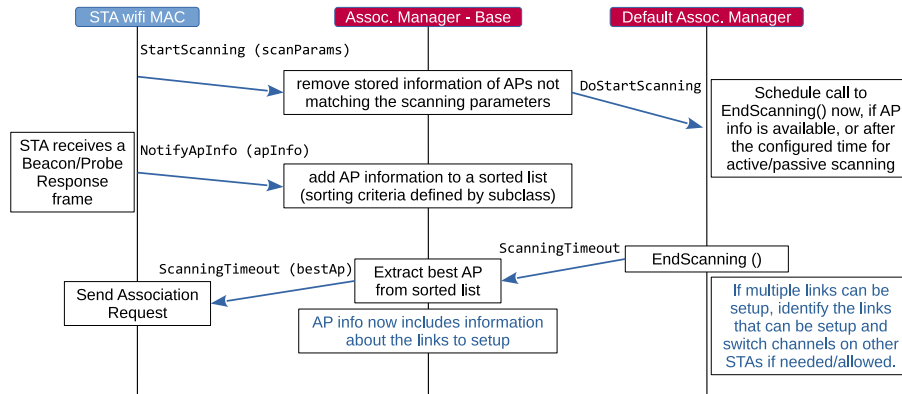 STA wifi MAC
Assoc. Manager - Base
Default Assoc. Manager
StartScanning (scanParams)
remove stored information of APs not
matching the scanning parameters
DoStartScanning
Schedule call to
EndScanning() now, if AP
info is available, or after
the configured time for
active/passive scanning
STA receives a
Beacon/Probe
Response
frame
NotifyApInfo (apInfo)
add AP information to a sorted list
(sorting criteria defined by subclass)
ScanningTimeout
EndScanning ()
ScanningTimeout (bestAp)
Extract best AP
from sorted list
Send Association
Request
AP info now includes information
about the links to setup
If multiple links can be
setup, identify the links
that can be setup and
switch channels on other
STAs if needed/allowed.